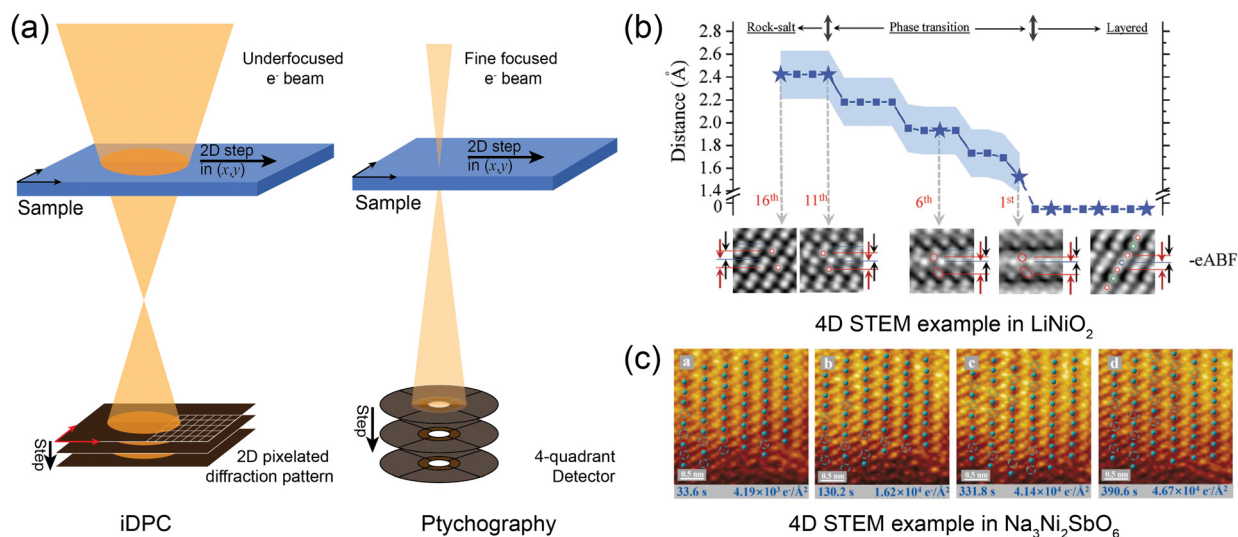 (a)
Underfocused
e⁻ beam
2D step
in (x,y)
Sample
Step
2D pixelated
diffraction pattern
iDPC
Fine focused
e⁻ beam
2D step
in (x,y)
Sample
Step
4-quadrant
Detector
Ptychography
(b)
Rock-salt
Phase transition
Layered
Distance (Å)
2.8
2.6
2.4
2.2
2.0
1.8
1.6
1.4
0
16th
11th
6th
1st
-eABF
4D STEM example in LiNiO₂
(c)
a
0.5 nm
33.6 s 4.19×10³ e⁻/Å²
b
0.5 nm
130.2 s 1.62×10⁴ e⁻/Å²
c
0.5 nm
331.8 s 4.14×10⁴ e⁻/Å²
d
0.5 nm
390.6 s 4.67×10⁴ e⁻/Å²
4D STEM example in Na₃Ni₂SbO₆